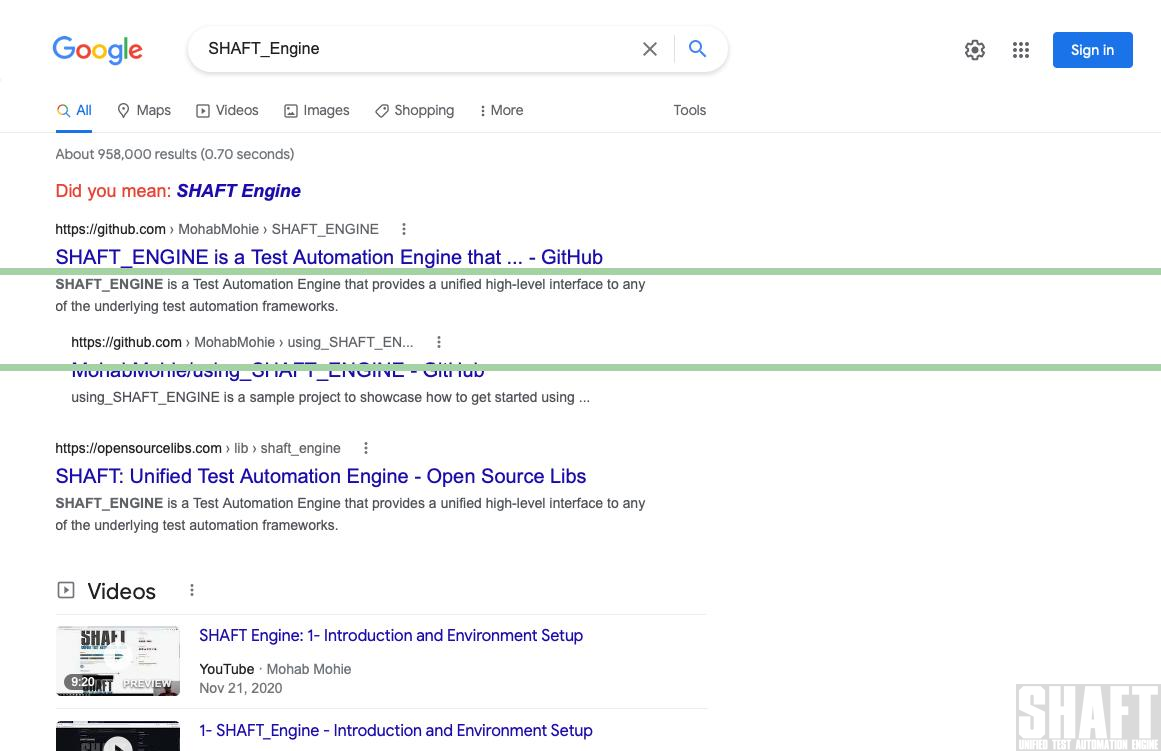 Google
SHAFT_Engine
Sign in
All
Maps
Videos
Images
Shopping
More
Tools
About 958,000 results (0.70 seconds)
Did you mean: SHAFT Engine
https://github.com › MohabMohie › SHAFT_ENGINE
SHAFT_ENGINE is a Test Automation Engine that ... - GitHub
SHAFT_ENGINE is a Test Automation Engine that provides a unified high-level interface to any
of the underlying test automation frameworks.
https://github.com › MohabMohie › using_SHAFT_EN...
MohabMohie/using_SHAFT_ENGINE - GitHub
using_SHAFT_ENGINE is a sample project to showcase how to get started using ...
https://opensourcelibs.com › lib › shaft_engine
SHAFT: Unified Test Automation Engine - Open Source Libs
SHAFT_ENGINE is a Test Automation Engine that provides a unified high-level interface to any
of the underlying test automation frameworks.
Videos
SHAFT
9:20
PREVIEW
SHAFT Engine: 1- Introduction and Environment Setup
YouTube · Mohab Mohie
Nov 21, 2020
1- SHAFT_Engine - Introduction and Environment Setup
SHAFT
UNIFIED TEST AUTOMATION ENGINE